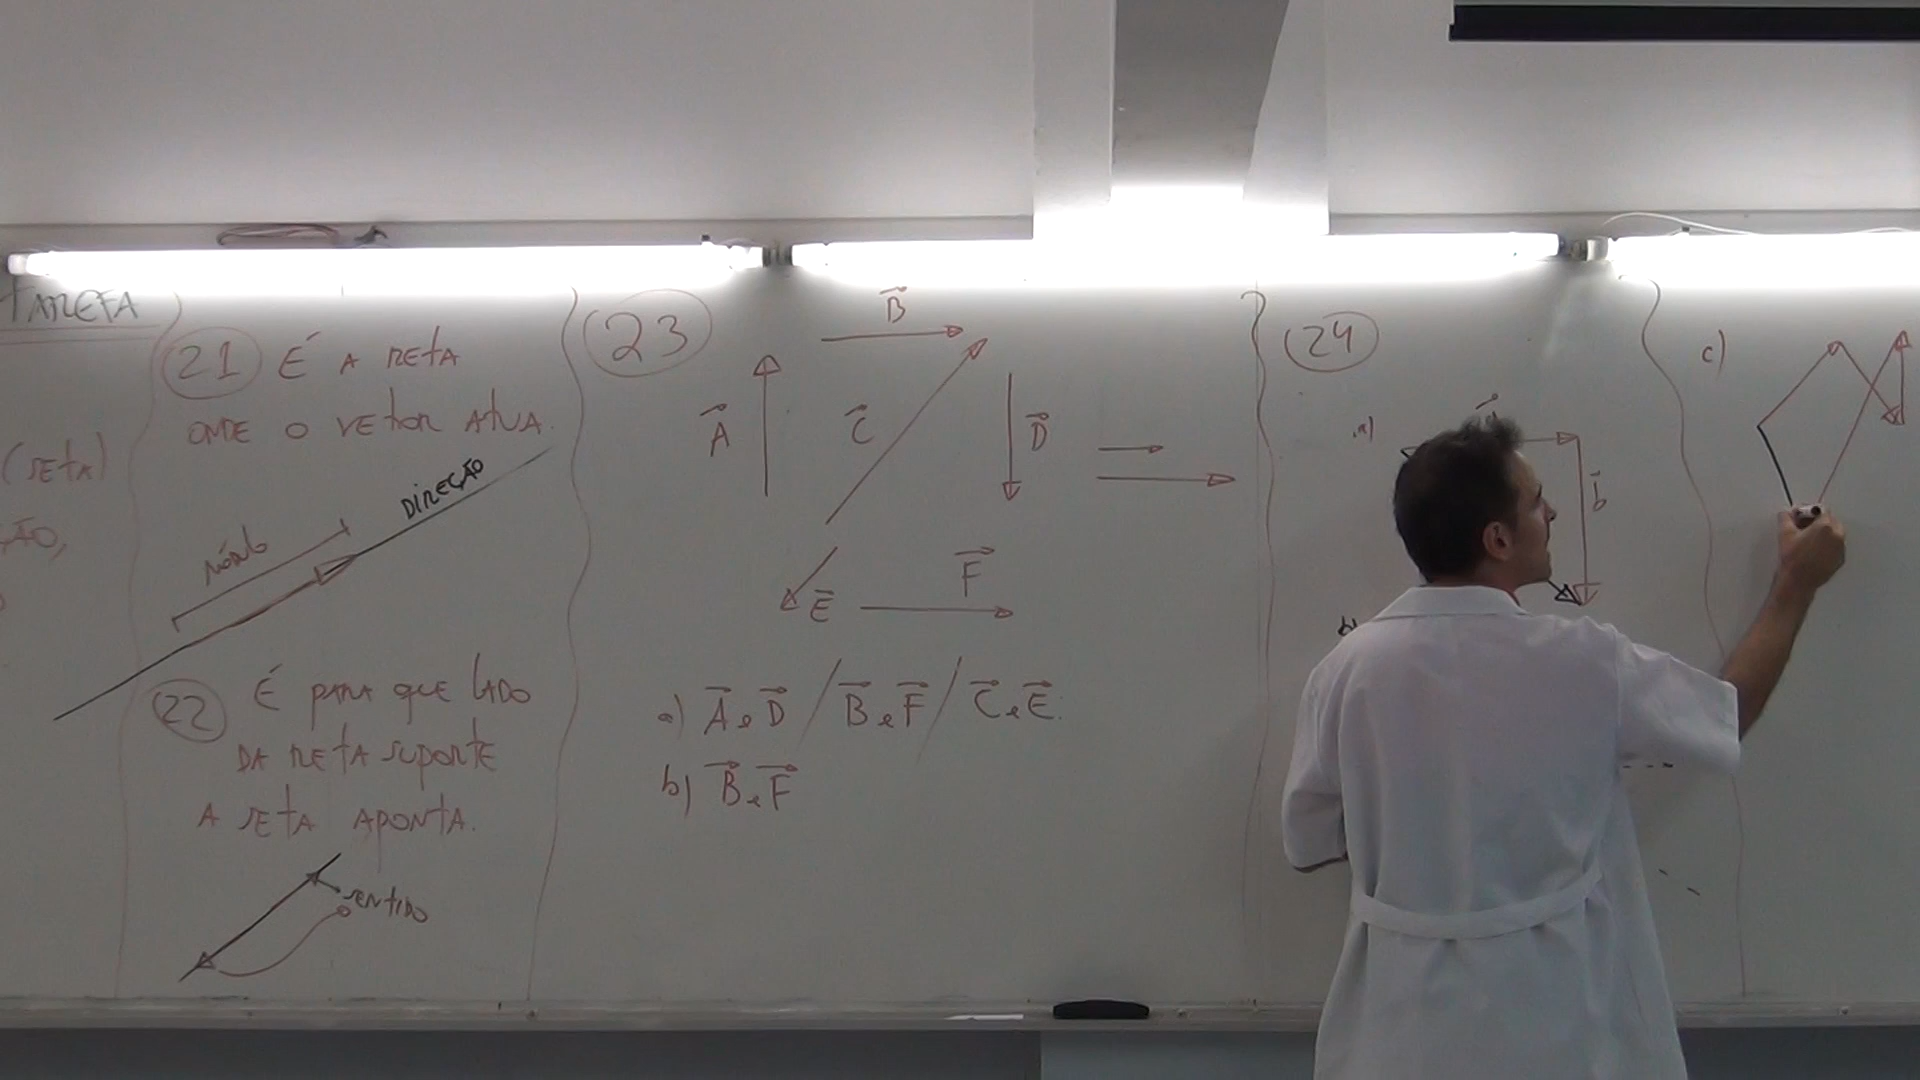 TAREFA
(SETA)
21 É A RETA
ONDE O VETOR ATUA.
MÓDULO
DIREÇÃO
22 É PARA QUE LADO
DA RETA SUPORTE
A SETA APONTA.
SENTIDO
23
B
A
C
D
E
F
a) A e D / B e F / C e E.
b) B e F
24
a)
b
b)
c)